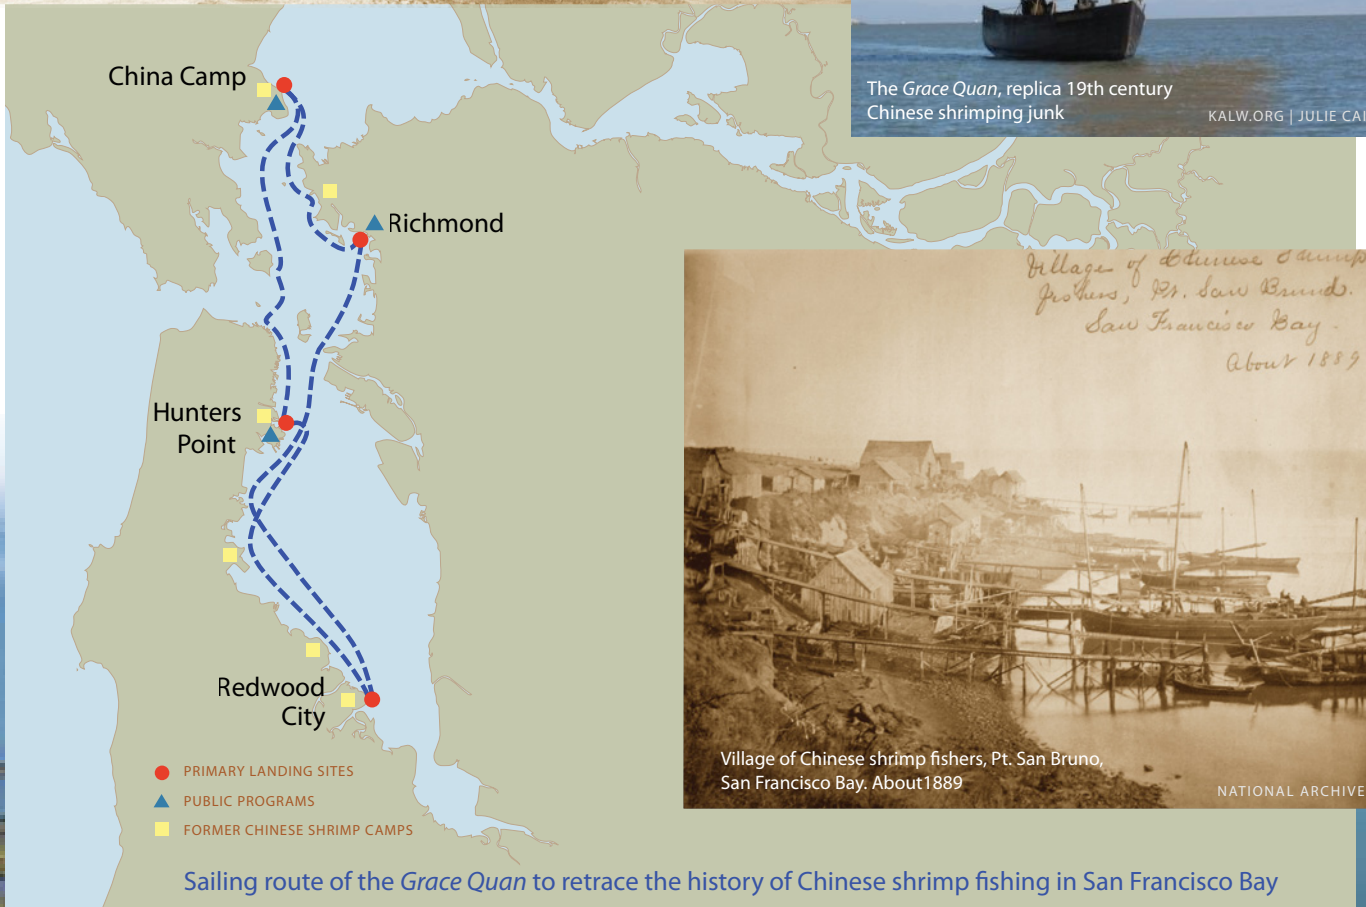 The Grace Quan, replica 19th century
Chinese shrimping junk
KALW.ORG | JULIE CAI
China Camp
Richmond
Hunters
Point
Redwood
City
PRIMARY LANDING SITES
PUBLIC PROGRAMS
FORMER CHINESE SHRIMP CAMPS
Village of Chinese Shrimp
fishers, Pt. San Bruno.
San Francisco Bay.
About 1889
Village of Chinese shrimp fishers, Pt. San Bruno,
San Francisco Bay. About1889
NATIONAL ARCHIVE
Sailing route of the Grace Quan to retrace the history of Chinese shrimp fishing in San Francisco Bay